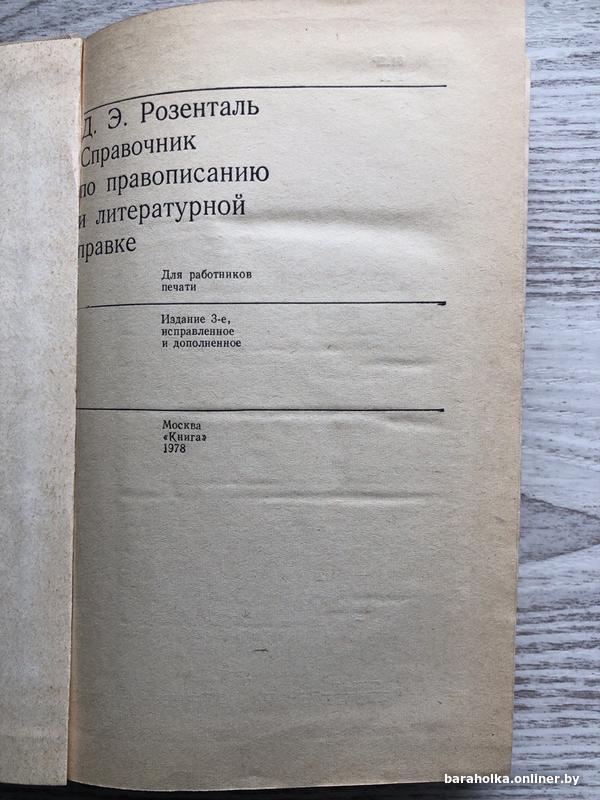 Д. Э. Розенталь
Справочник
по правописанию
и литературной
правке
Для работников
печати
Издание 3-е,
исправленное
и дополненное
Москва
«Книга»
1978
baraholka.onliner.by